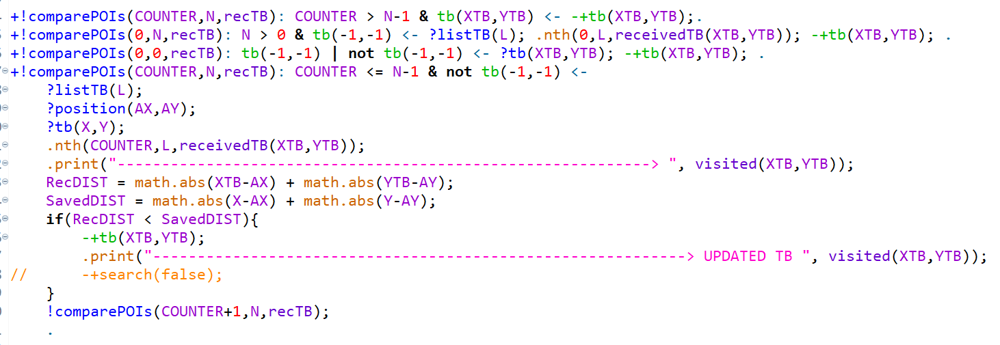 +!comparePOIs(COUNTER,N,recTB): COUNTER > N-1 & tb(XTB,YTB) <- -+tb(XTB,YTB);.
+!comparePOIs(0,N,recTB): N > 0 & tb(-1,-1) <- ?listTB(L); .nth(0,L,receivedTB(XTB,YTB)); -+tb(XTB,YTB); .
+!comparePOIs(0,0,recTB): tb(-1,-1) | not tb(-1,-1) <- ?tb(XTB,YTB); -+tb(XTB,YTB); .
+!comparePOIs(COUNTER,N,recTB): COUNTER <= N-1 & not tb(-1,-1) <-
    ?listTB(L);
    ?position(AX,AY);
    ?tb(X,Y);
    .nth(COUNTER,L,receivedTB(XTB,YTB));
    .print("------------------------------------------------------------> ", visited(XTB,YTB));
    RecDIST = math.abs(XTB-AX) + math.abs(YTB-AY);
    SavedDIST = math.abs(X-AX) + math.abs(Y-AY);
    if(RecDIST < SavedDIST){
        -+tb(XTB,YTB);
        .print("------------------------------------------------------------> UPDATED TB ", visited(XTB,YTB));
//      -+search(false);
    }
    !comparePOIs(COUNTER+1,N,recTB);
    .